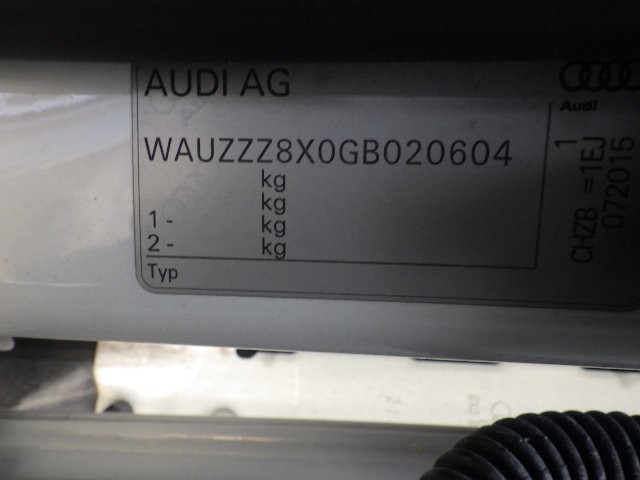 AUDI AG
Audi
WAUZZZ8X0GB020604
kg
kg
1 - kg
2 - kg
Typ
1
CHZB =1EJ
072015